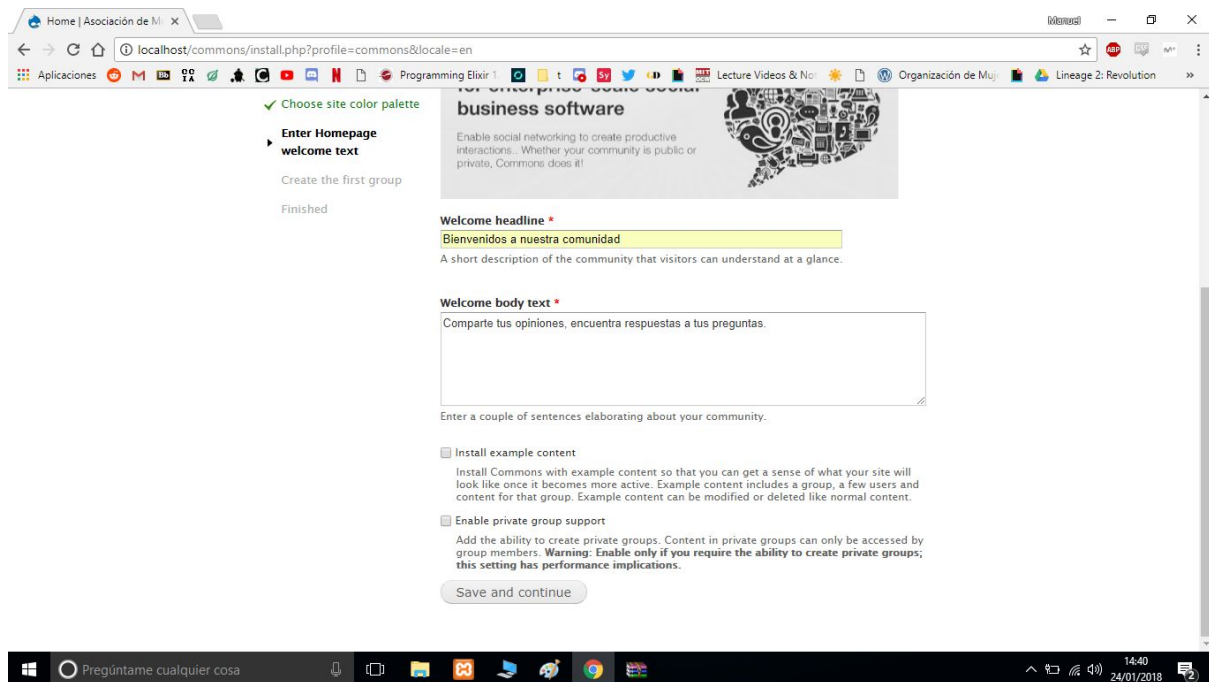 Home | Asociación de M
Manuel
localhost/commons/install.php?profile=commons&locale=en
ABP
Aplicaciones
Programming Elixir 1.
t
Sy
Lecture Videos & No
Organización de Muj
Lineage 2: Revolution
»
Choose site color palette
business software
Enter Homepage
welcome text
Enable social networking to create productive
interactions.. Whether your community is public or
private, Commons does it!
Create the first group
Finished
Welcome headline *
Bienvenidos a nuestra comunidad
A short description of the community that visitors can understand at a glance.
Welcome body text *
Comparte tus opiniones, encuentra respuestas a tus preguntas.
Enter a couple of sentences elaborating about your community.
Install example content
Install Commons with example content so that you can get a sense of what your site will
look like once it becomes more active. Example content includes a group, a few users and
content for that group. Example content can be modified or deleted like normal content.
Enable private group support
Add the ability to create private groups. Content in private groups can only be accessed by
group members. Warning: Enable only if you require the ability to create private groups;
this setting has performance implications.
Save and continue
Pregúntame cualquier cosa
14:40
24/01/2018
2